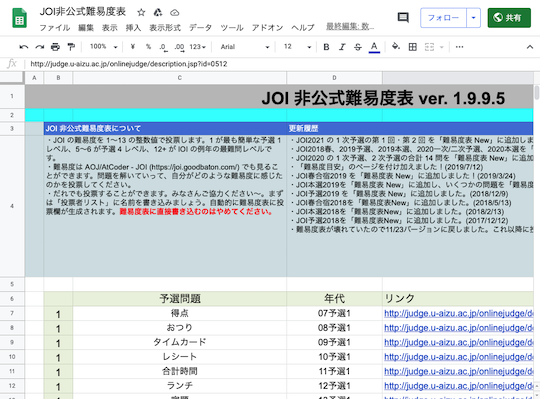 JOI非公式難易度表
ファイル 編集 表示 挿入 表示形式 データ ツール アドオン ヘルプ 最終編集: 数...
フォロー
共有
100% ¥ % .0 .00 123 Arial 12 B I S A
fx http://judge.u-aizu.ac.jp/onlinejudge/description.jsp?id=0512
A B C D
1 JOI 非公式難易度表 ver. 1.9.9.5
2
3 JOI 非公式難易度表について 更新履歴
4
・JOI の難易度を 1~13 の整数値で投票します。1 が最も簡単な予選 1
レベル、5~6 が予選 4 レベル、12+ が JOI の例年の最難問レベルで
す。
・難易度は AOJ/AtCoder - JOI (https://joi.goodbaton.com/) でも見るこ
とができます。問題を解いていって、自分がどのような難易度に感じた
のかを投票してください。
・だれでも投票することができます。みなさんご協力ください~。まず
は「投票者リスト」に名前を書き込みましょう。自動的に難易度表に投
票欄が生成されます。難易度表に直接書き込むのはやめてください。
・JOI2021 の 1 次予選の第 1 回・第 2 回 を「難易度表 New」に追加しま
・JOI2018春、2019予選、2019本選、2020一次/二次予選、2020本選を「
・JOI2020 の 1 次予選、2 次予選の合計 14 問を「難易度表 New」に追加
・「難易度目安」のページを付け加えました! (2019/7/12)
・JOI春合宿2019 を「難易度表 New」に追加しました! (2019/3/24)
・JOI本選2019を「難易度表 New」に追加し、いくつかの問題を「難易度
・JOI予選2019 を「難易度表 New」に追加しました。(2018/12/9)
・JOI春合宿2018を「難易度表New」に追加しました。(2018/5/13)
・JOI本選2018を「難易度表New」に追加しました。(2018/2/13)
・JOI予選2018を「難易度表 New」に追加しました。(2017/12/12)
・難易度表が壊れていたので11/23バージョンに戻しました。これ以降に投
5
6 予選問題 年代 リンク
7 1 得点 07予選1 http://judge.u-aizu.ac.jp/onlinejudge/de
8 1 おつり 08予選1 http://judge.u-aizu.ac.jp/onlinejudge/de
9 1 タイムカード 09予選1 http://judge.u-aizu.ac.jp/onlinejudge/de
10 1 レシート 10予選1 http://judge.u-aizu.ac.jp/onlinejudge/de
11 1 合計時間 11予選1 http://judge.u-aizu.ac.jp/onlinejudge/de
12 1 ランチ 12予選1 http://judge.u-aizu.ac.jp/onlinejudge/de